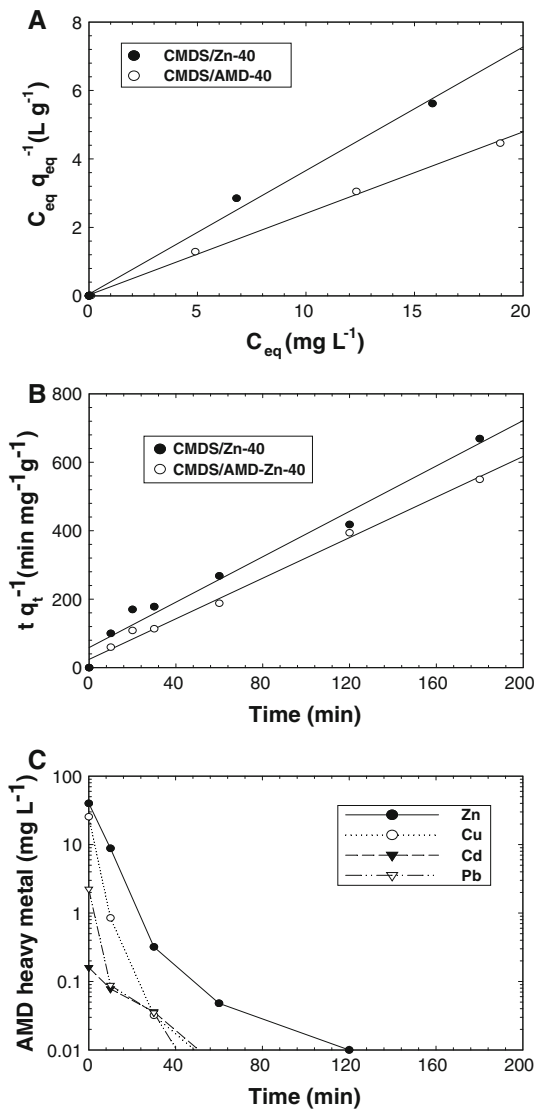 A
8
6
4
2
0
CMDS/Zn-40
CMDS/AMD-40
C_eq q_eq^-1 (L g^-1)
0 5 10 15 20
C_eq (mg L^-1)
B
800
600
400
200
0
CMDS/Zn-40
CMDS/AMD-Zn-40
t q_t^-1 (min mg^-1 g^-1)
0 40 80 120 160 200
Time (min)
C
100
10
1
0.1
0.01
Zn
Cu
Cd
Pb
AMD heavy metal (mg L^-1)
0 40 80 120 160 200
Time (min)